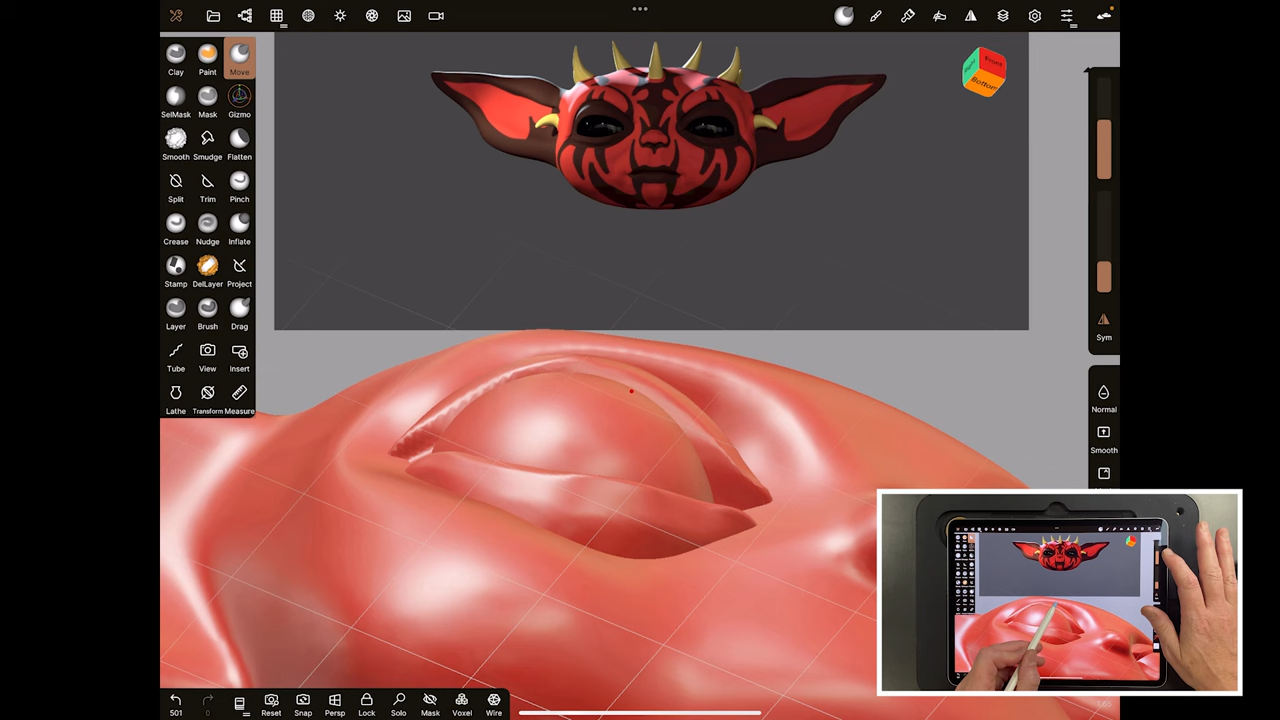 Clay Paint Move
SelMask Mask Gizmo
Smooth Smudge Flatten
Split Trim Pinch
Crease Nudge Inflate
Stamp DelLayer Project
Layer Brush Drag
Tube View Insert
Lathe Transform Measure
Right Front
Bottom
Sym
Normal
Smooth
501 0 Reset Snap Persp Lock Solo Mask Voxel Wire